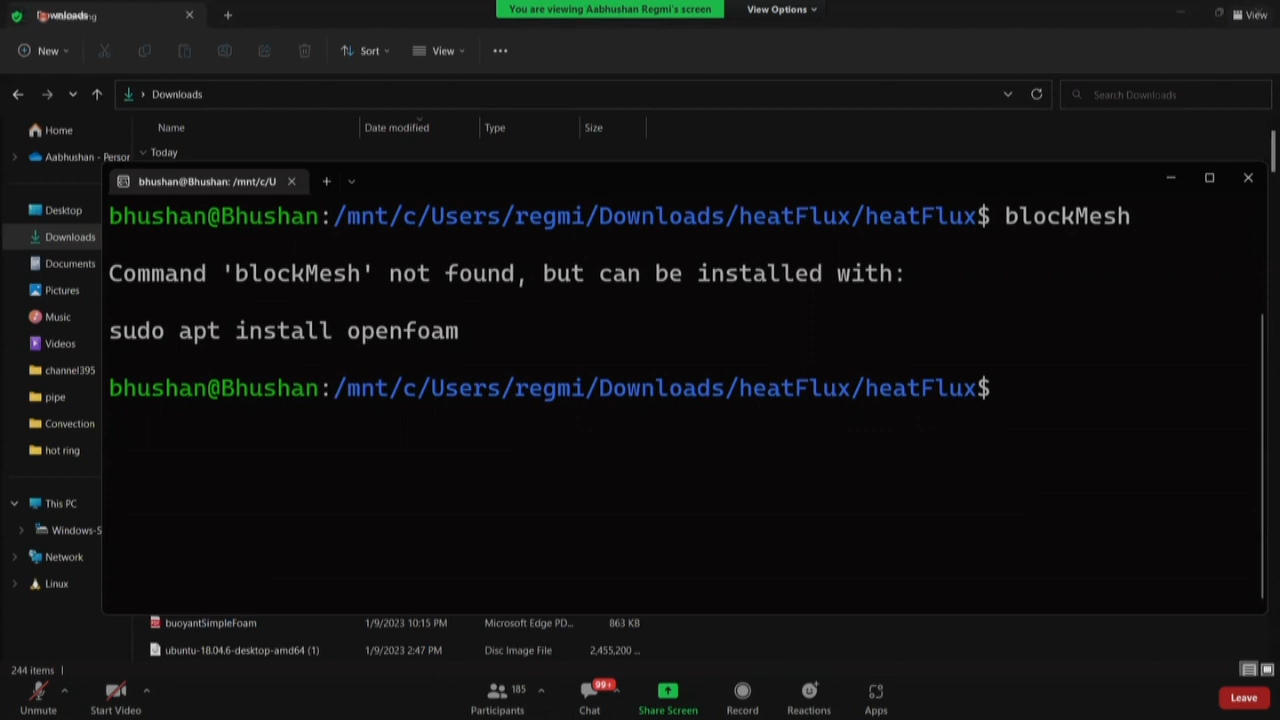 You are viewing Aabhushan Regmi's screen
View Options
View
Downloads
New
Sort
View
Downloads
Search Downloads
Name
Date modified
Type
Size
Home
Today
Aabhushan - Persor
bhushan@Bhushan: /mnt/c/U
Desktop
Downloads
Documents
Pictures
Music
Videos
channel395
pipe
Convection
hot ring
This PC
Windows-S
Network
Linux
bhushan@Bhushan:/mnt/c/Users/regmi/Downloads/heatFlux/heatFlux$ blockMesh
Command 'blockMesh' not found, but can be installed with:
sudo apt install openfoam
bhushan@Bhushan:/mnt/c/Users/regmi/Downloads/heatFlux/heatFlux$
buoyantSimpleFoam 1/9/2023 10:15 PM Microsoft Edge PD... 863 KB
ubuntu-18.04.6-desktop-amd64 (1) 1/9/2023 2:47 PM Disc Image File 2,455,200 ...
244 items
Unmute
Start Video
Participants
185
Chat
99+
Share Screen
Record
Reactions
Apps
Leave